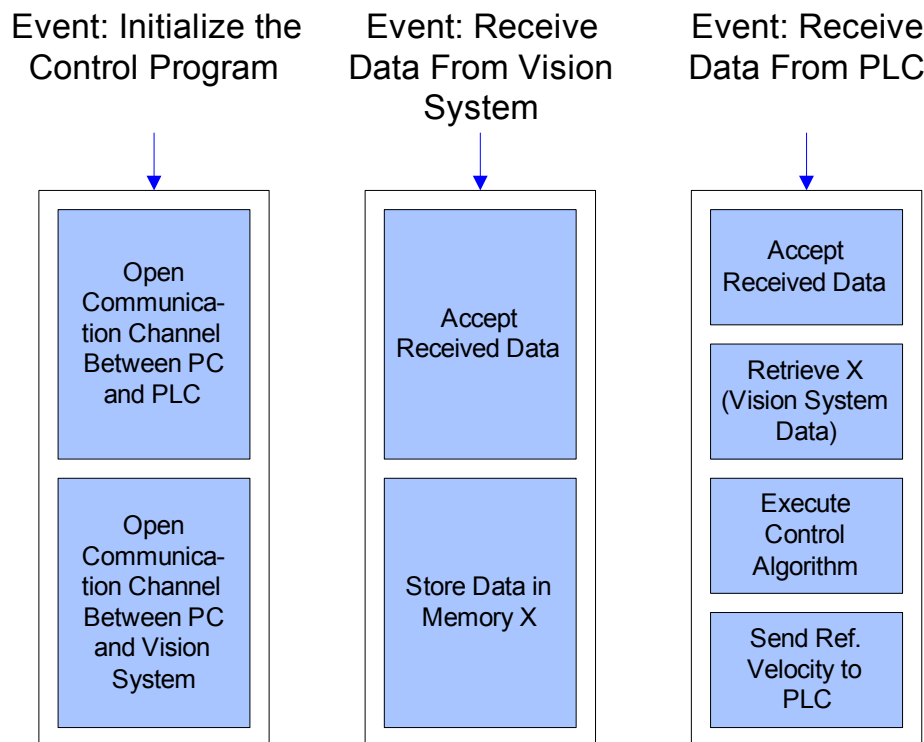 Event: Initialize the
Control Program
Event: Receive
Data From Vision
System
Event: Receive
Data From PLC
Open
Communica-
tion Channel
Between PC
and PLC
Open
Communica-
tion Channel
Between PC
and Vision
System
Accept
Received Data
Store Data in
Memory X
Accept
Received Data
Retrieve X
(Vision System
Data)
Execute
Control
Algorithm
Send Ref.
Velocity to
PLC